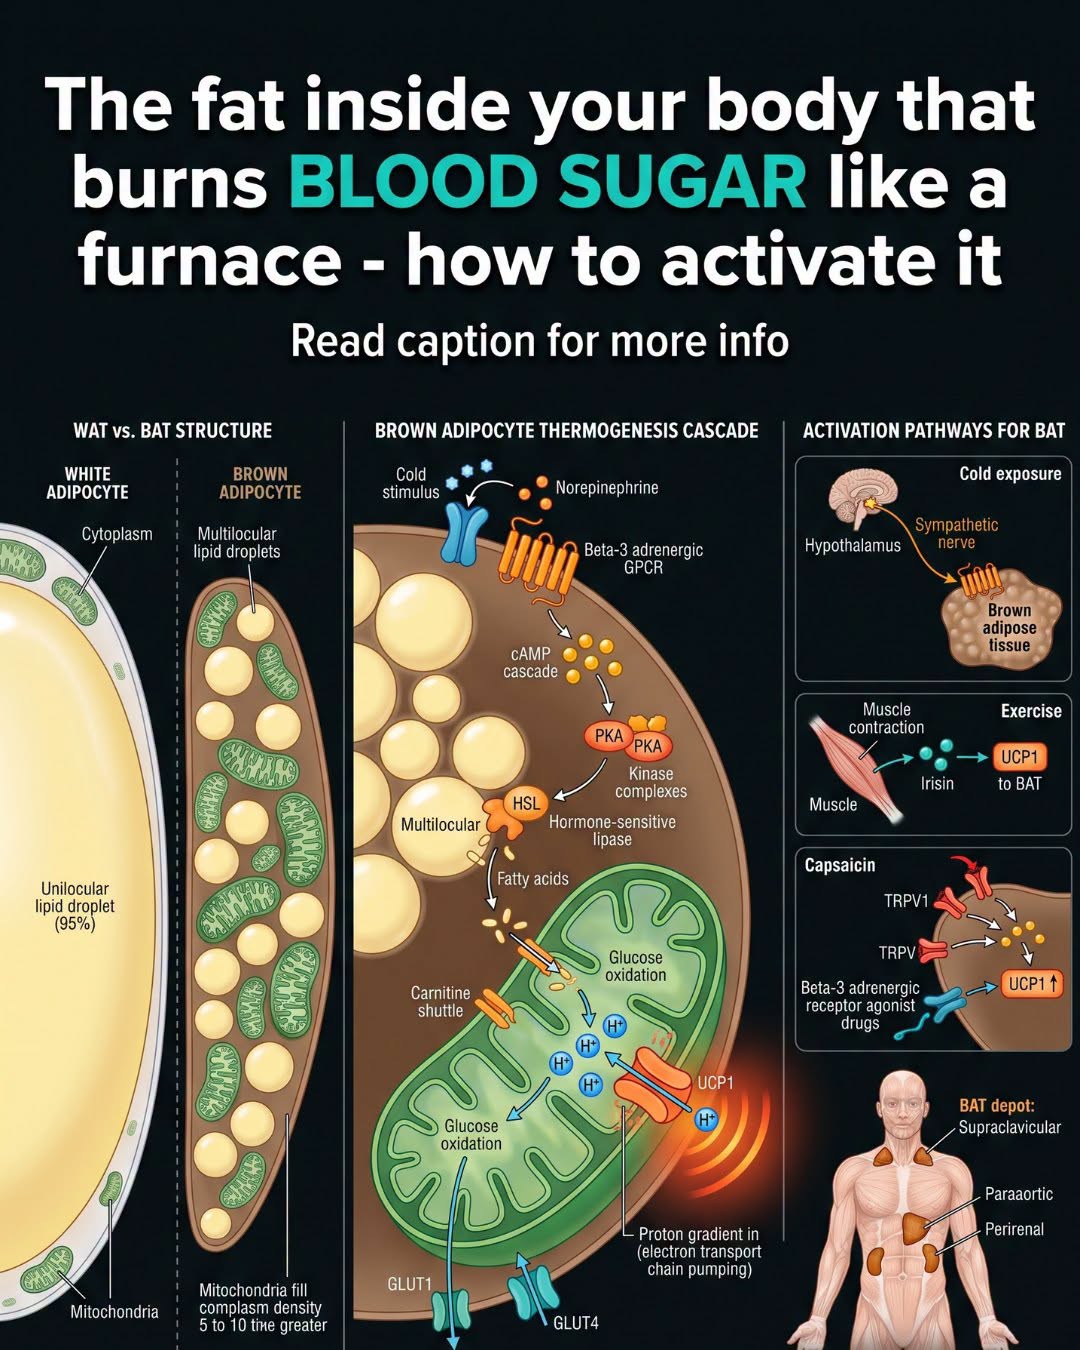 The fat inside your body that
burns BLOOD SUGAR like a
furnace - how to activate it
Read caption for more info
WAT vs. BAT STRUCTURE
WHITE
ADIPOCYTE
BROWN
ADIPOCYTE
Cytoplasm
Multilocular
lipid droplets
Unilocular
lipid droplet
(95%)
Mitochondria
Mitochondria fill
complasm density
5 to 10 tine greater
BROWN ADIPOCYTE THERMOGENESIS CASCADE
Cold
stimulus
Norepinephrine
Beta-3 adrenergic
GPCR
cAMP
cascade
PKA
PKA
Kinase
complexes
HSL
Multilocular
Hormone-sensitive
lipase
Fatty acids
Glucose
oxidation
Carnitine
shuttle
H+
H+
H+
H+
UCP1
H+
Glucose
oxidation
Proton gradient in
(electron transport
chain pumping)
GLUT1
GLUT4
ACTIVATION PATHWAYS FOR BAT
Cold exposure
Hypothalamus
Sympathetic
nerve
Brown
adipose
tissue
Exercise
Muscle
contraction
Muscle
Irisin
UCP1
to BAT
Capsaicin
TRPV1
TRPV
Beta-3 adrenergic
receptor agonist
drugs
UCP1↑
BAT depot:
Supraclavicular
Paraaortic
Perirenal